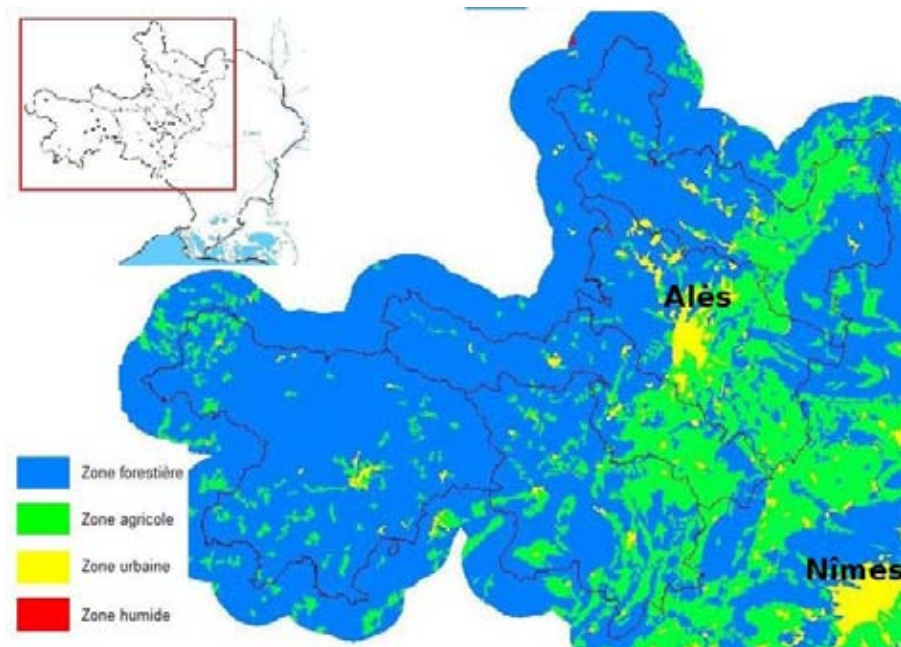 Alès
Zone forestière
Zone agricole
Zone urbaine
Zone humide
Nîmes